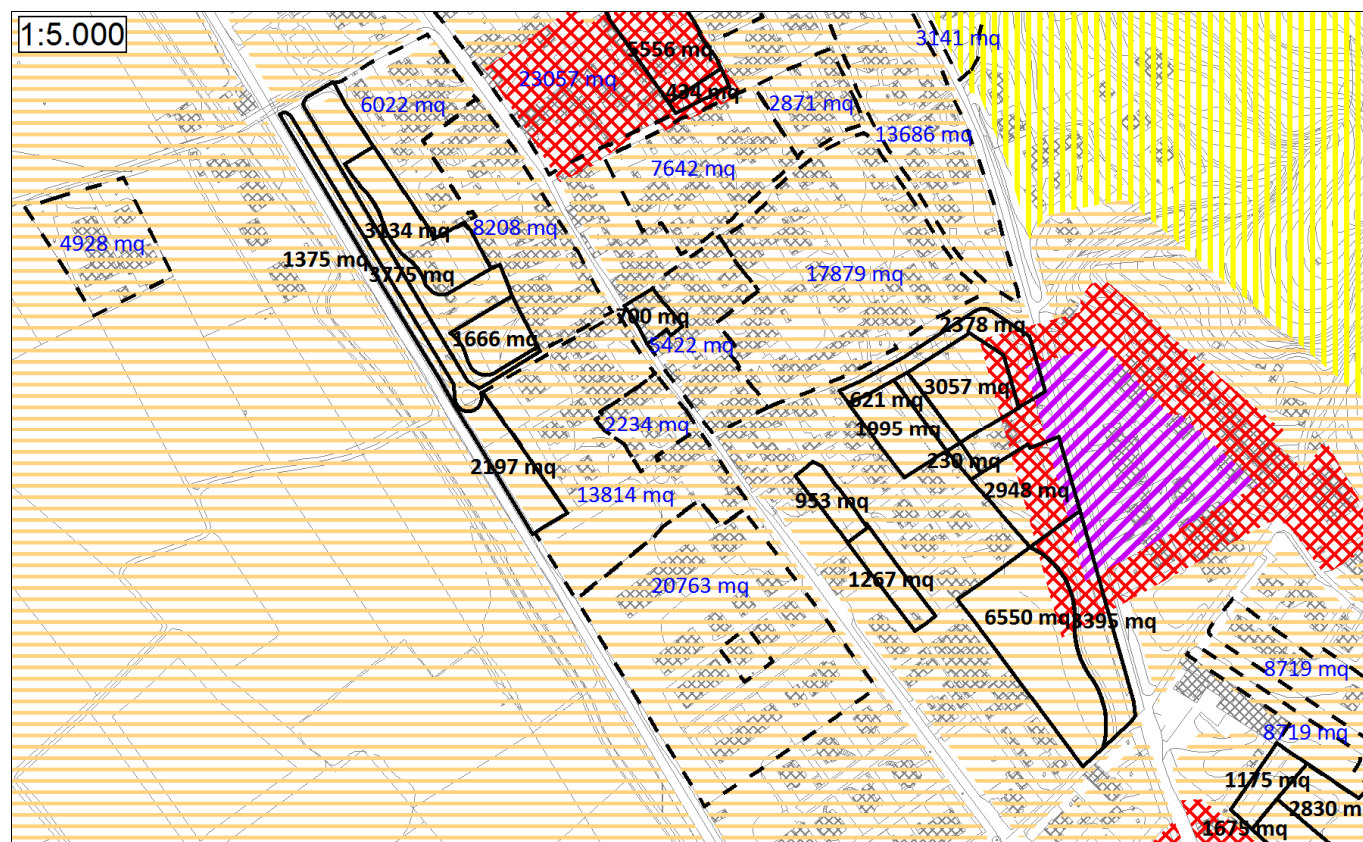 1:5.000
3141 mq
5556 mq
23057 mq
434 mq
6022 mq
2871 mq
13686 mq
7642 mq
3134 mq
8208 mq
4928 mq
1375 mq
3775 mq
17879 mq
700 mq
2378 mq
1666 mq
5422 mq
3057 mq
621 mq
2234 mq
1995 mq
230 mq
2197 mq
2948 mq
13814 mq
953 mq
1267 mq
20763 mq
6550 mq
3395 mq
8719 mq
8719 mq
1175 mq
2830 m
1675 mq